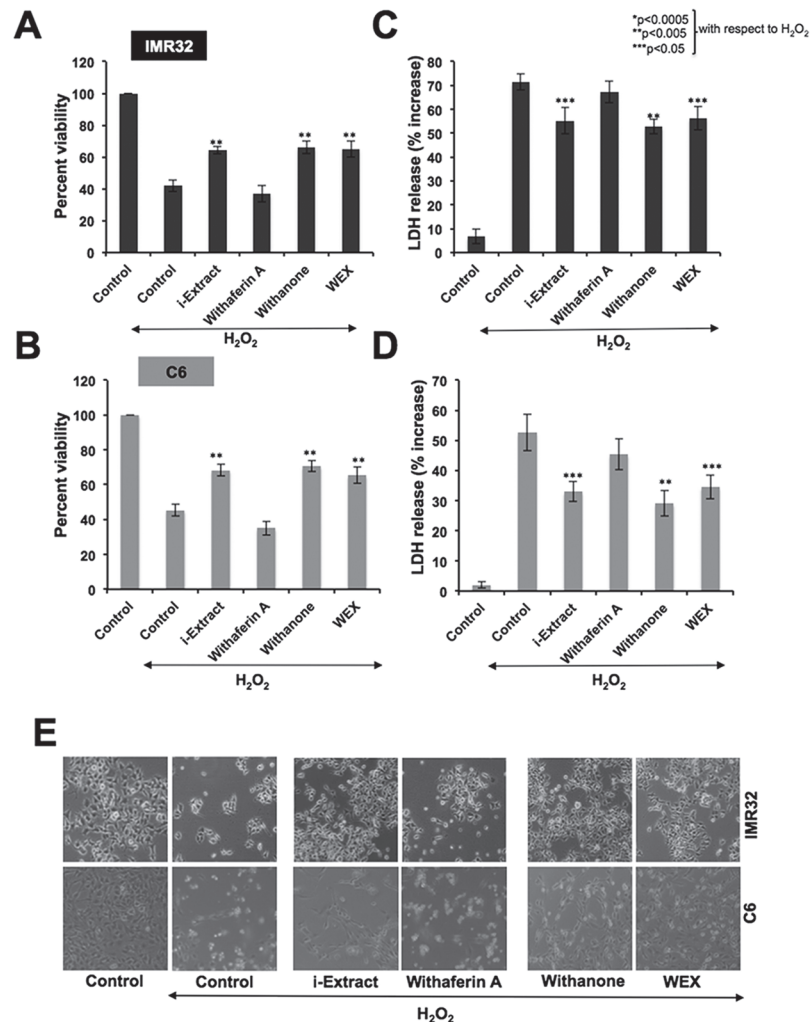 A
IMR32
Percent viability
120
100
80
60
40
20
0
**
**
**
Control
Control
i-Extract
Withaferin A
Withanone
WEX
H2O2
C
*p<0.0005
**p<0.005
***p<0.05
with respect to H2O2
LDH release (% increase)
80
70
60
50
40
30
20
10
0
***
**
***
Control
Control
i-Extract
Withaferin A
Withanone
WEX
H2O2
B
C6
Percent viability
120
100
80
60
40
20
0
**
**
**
Control
Control
i-Extract
Withaferin A
Withanone
WEX
H2O2
D
LDH release (% increase)
70
60
50
40
30
20
10
0
***
**
***
Control
Control
i-Extract
Withaferin A
Withanone
WEX
H2O2
E
IMR32
C6
Control
Control
i-Extract
Withaferin A
Withanone
WEX
H2O2